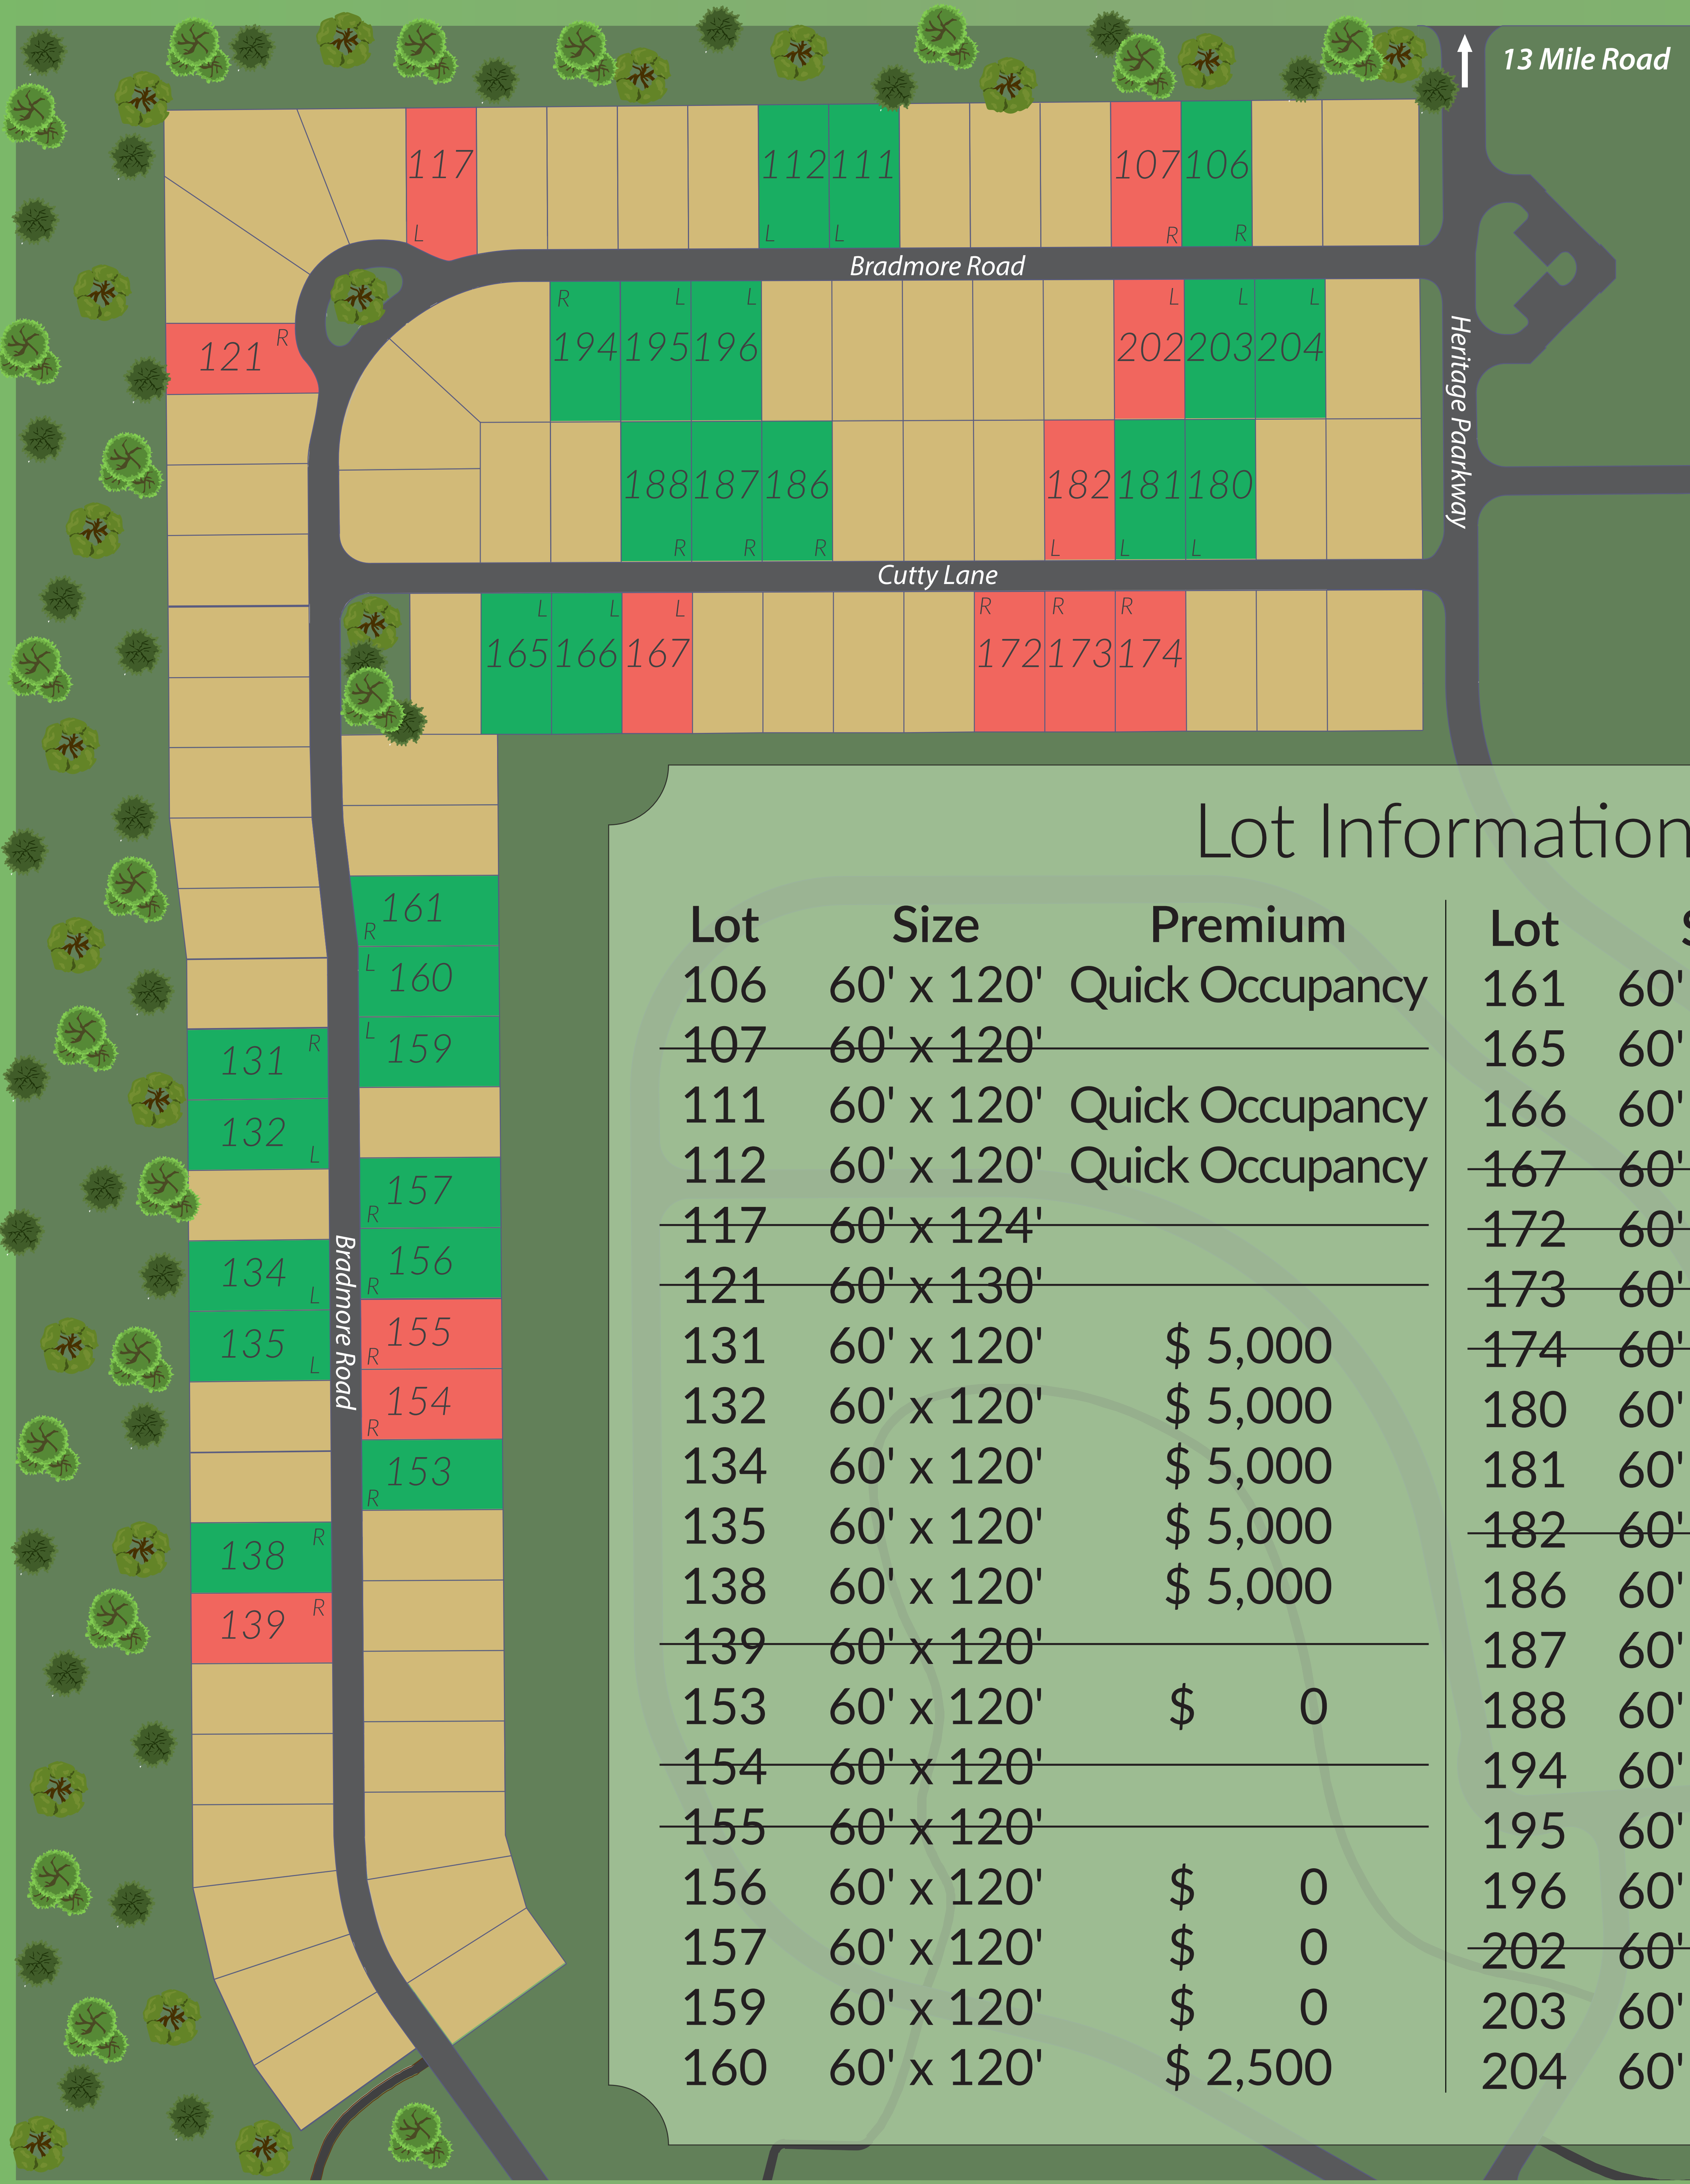 13 Mile Road
117
L
112
L
111
L
107
R
106
R
Bradmore Road
Heritage Parkway
121 R
R
194
L
195
L
196
L
202
L
203
L
204
188
R
187
R
186
R
182
L
181
L
180
L
Cutty Lane
L
165
L
166
L
167
R
172
R
173
R
174
161
R
L
160
L
159
131 R
132
L
157
R
134
L
156
R
135
L
155
R
154
R
153
R
138 R
139 R
Bradmore Road
Lot Information
Lot Size Premium
106 60' x 120' Quick Occupancy
107 60' x 120'
111 60' x 120' Quick Occupancy
112 60' x 120' Quick Occupancy
117 60' x 124'
121 60' x 130'
131 60' x 120' $ 5,000
132 60' x 120' $ 5,000
134 60' x 120' $ 5,000
135 60' x 120' $ 5,000
138 60' x 120' $ 5,000
139 60' x 120'
153 60' x 120' $ 0
154 60' x 120'
155 60' x 120'
156 60' x 120' $ 0
157 60' x 120' $ 0
159 60' x 120' $ 0
160 60' x 120' $ 2,500
Lot
161 60'
165 60'
166 60'
167 60'
172 60'
173 60'
174 60'
180 60'
181 60'
182 60'
186 60'
187 60'
188 60'
194 60'
195 60'
196 60'
202 60'
203 60'
204 60'